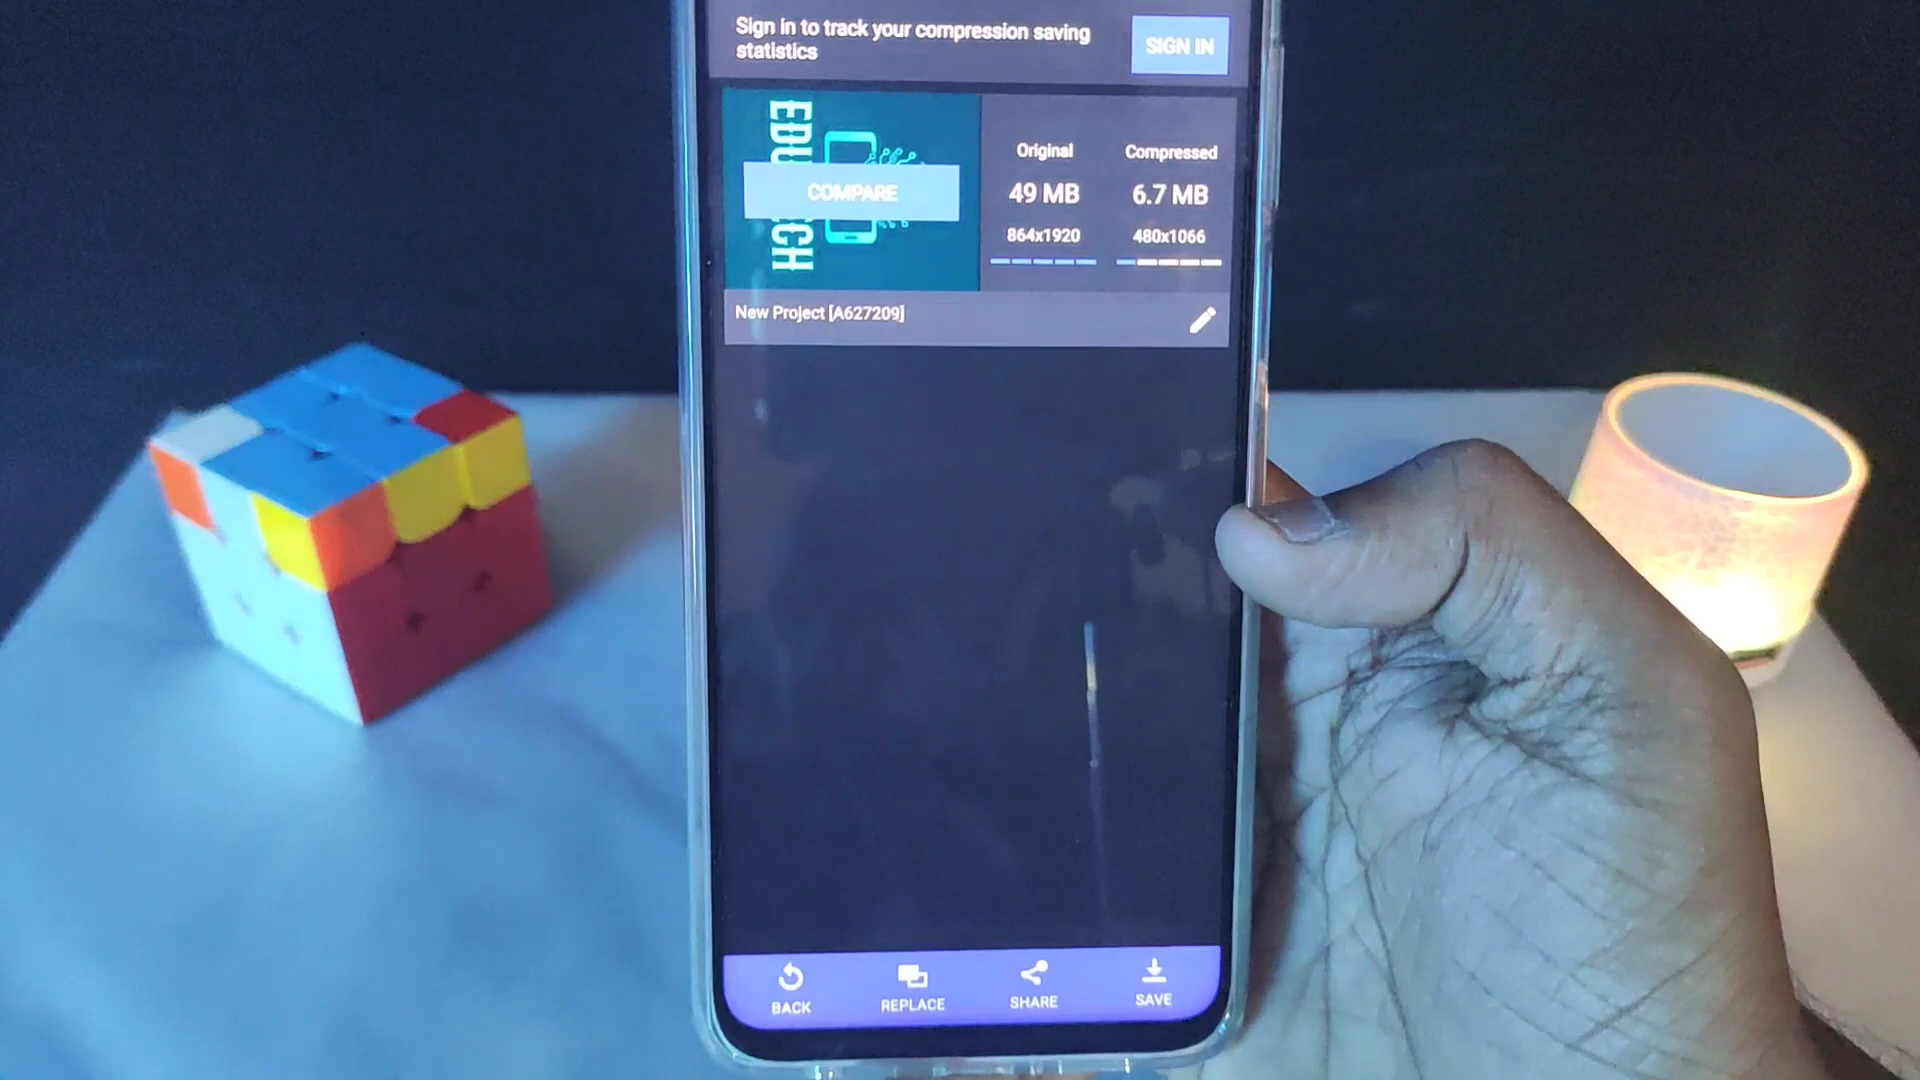 Sign in to track your compression saving
statistics
SIGN IN
COMPARE
Original
Compressed
49 MB
6.7 MB
864x1920
480x1066
New Project [A627209]
BACK
REPLACE
SHARE
SAVE